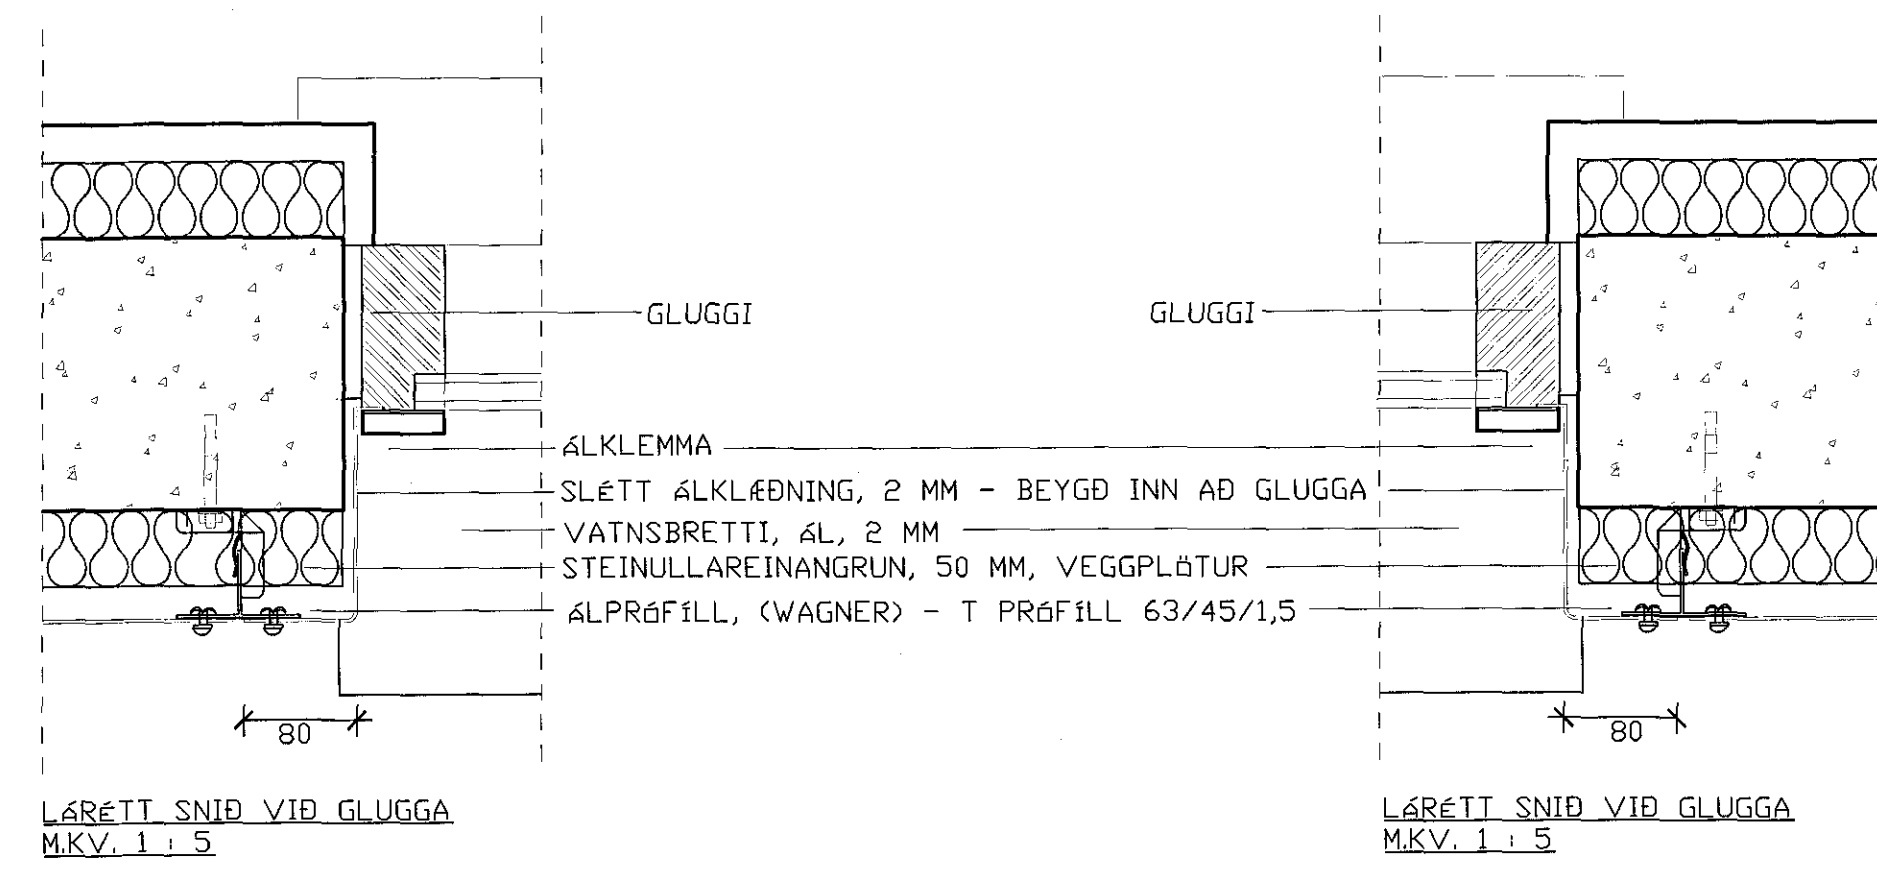 GLUGGI
GLUGGI
ÁLKLEMMA
SLÉTT ÁLKLÆÐNING, 2 MM - BEYGÐ INN AÐ GLUGGA
VATNSBRETTI, ÁL, 2 MM
STEINULLAREINANGRUN, 50 MM, VEGGPLÖTUR
ÁLPRÓFÍLL, (WAGNER) - T PRÓFÍLL 63/45/1,5
80
80
LÁRÉTT SNIÐ VIÐ GLUGGA
M.KV. 1 : 5
LÁRÉTT SNIÐ VIÐ GLUGGA
M.KV. 1 : 5